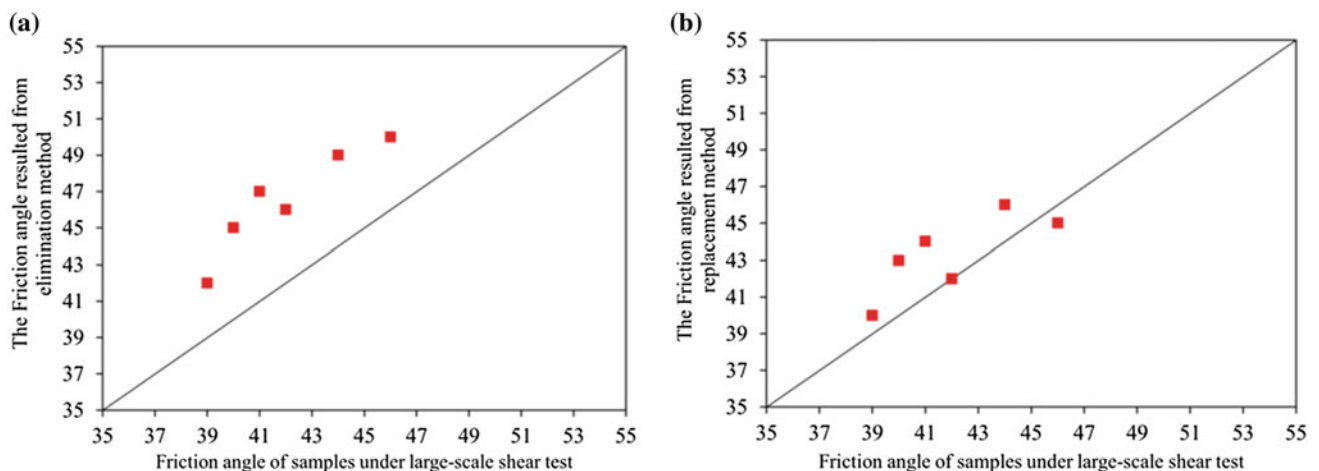 (a)
The Friction angle resulted from
elimination method
55
53
51
49
47
45
43
41
39
37
35
35 37 39 41 43 45 47 49 51 53 55
Friction angle of samples under large-scale shear test
(b)
The Friction angle resulted from
replacement method
55
53
51
49
47
45
43
41
39
37
35
35 37 39 41 43 45 47 49 51 53 55
Friction angle of samples under large-scale shear test